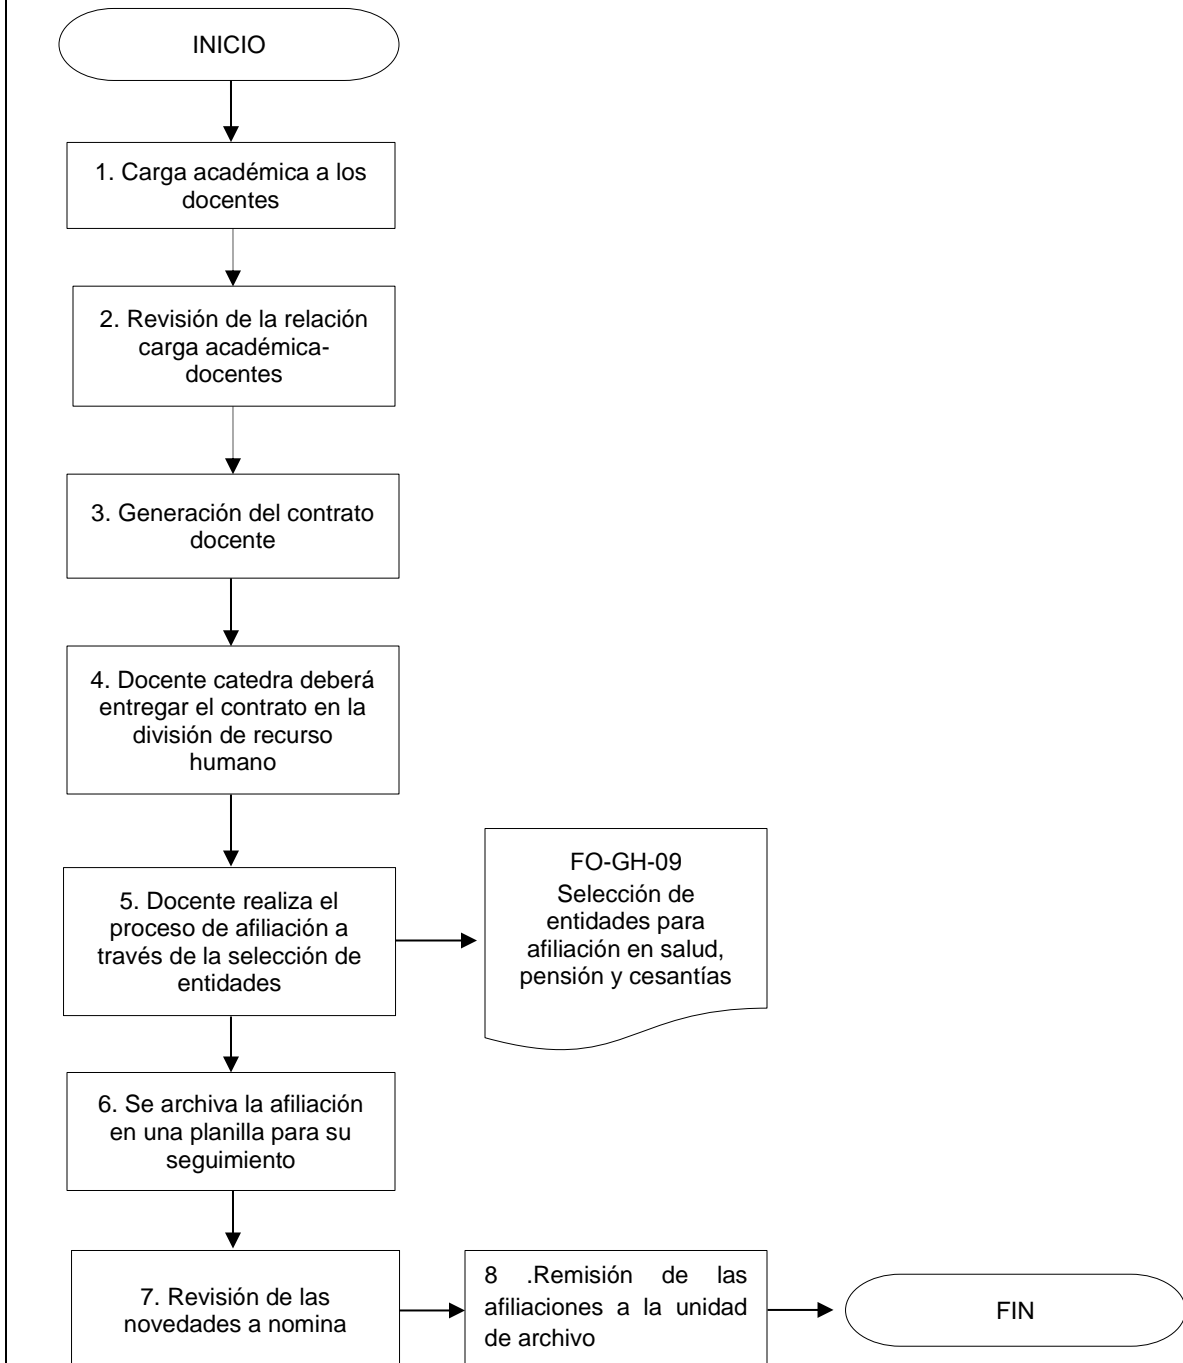 INICIO
1. Carga académica a los
docentes
2. Revisión de la relación
carga académica-
docentes
3. Generación del contrato
docente
4. Docente catedra deberá
entregar el contrato en la
división de recurso
humano
5. Docente realiza el
proceso de afiliación a
través de la selección de
entidades
FO-GH-09
Selección de
entidades para
afiliación en salud,
pensión y cesantías
6. Se archiva la afiliación
en una planilla para su
seguimiento
7. Revisión de las
novedades a nomina
8 .Remisión de las
afiliaciones a la unidad
de archivo
FIN